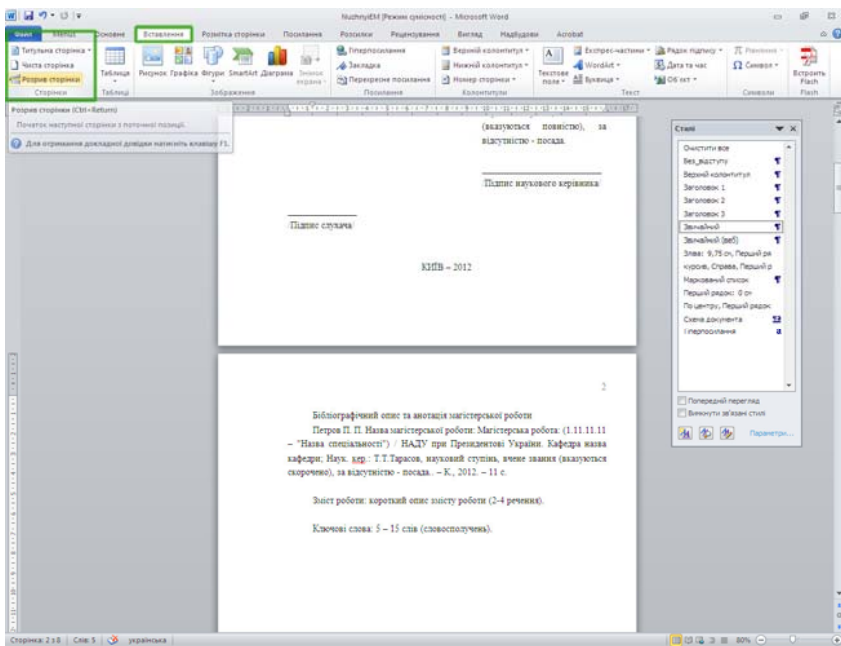 NuzhnyiEM [Режим сумісності] - Microsoft Word
Файл Менює Основне Вставлення Розмітка сторінки Посилання Розсилки Рецензування Вигляд Надбудови Acrobat
Титульна сторінка
Чиста сторінка
Розрив сторінки
Сторінки
Таблиця
Таблиці
Рисунок Графіка Фігури SmartArt Діаграма Знімок екрана
Зображення
Гіперпосилання
Закладка
Перехресне посилання
Посилання
Верхній колонтитул
Нижній колонтитул
Номер сторінки
Колонтитули
Текстове поле
Експрес-частини
WordArt
Буквиця
Рядок підпису
Дата та час
Об'єкт
Текст
Рівняння
Символ
Символи
Встроить Flash
Flash
Розрив сторінки (Ctrl+Return)
Початок наступної сторінки з поточної позиції.
Для отримання докладної довідки натисніть клавішу F1.
(вказуються повністю), за
відсутністю - посада.
/Підпис наукового керівника/
/Підпис слухача/
КИЇВ – 2012
2
Бібліографічний опис та анотація магістерської роботи
Петров П. П. Назва магістерської роботи: Магістерська робота: (1.11.11.11
– "Назва спеціальності") / НАДУ при Президентові України. Кафедра назва
кафедри; Наук. кер.: Т.Т.Тарасов, науковий ступінь, вчене звання (вказуються
скорочено), за відсутністю - посада.. – К., 2012. – 11 с.
Зміст роботи: короткий опис змісту роботи (2-4 речення).
Ключові слова: 5 – 15 слів (словосполучень).
Стилі
Очистити все
Без_відступу
Верхній колонтитул
Заголовок 1
Заголовок 2
Заголовок 3
Звичайний
Звичайний (веб)
Зліва: 9,75 см, Перший ря
курсив, Справа, Перший р
Маркований список
Перший рядок: 0 см
По центру, Перший рядок:
Схема документа
Гіперпосилання
Попередній перегляд
Вимкнути зв'язані стилі
Параметри...
Сторінка: 2 з 8 Слів: 5 українська 80%